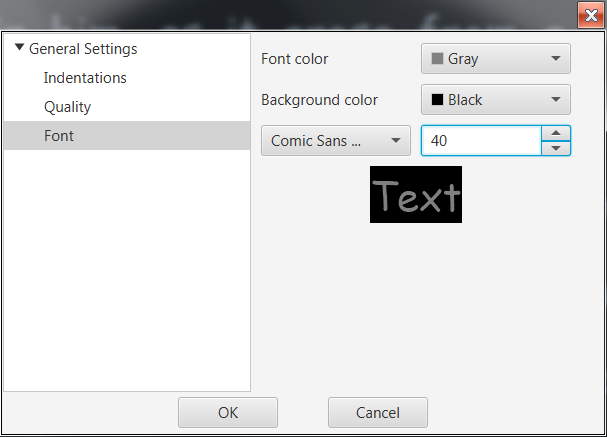 General Settings
Indentations
Quality
Font
Font color
Gray
Background color
Black
Comic Sans ...
40
Text
OK
Cancel